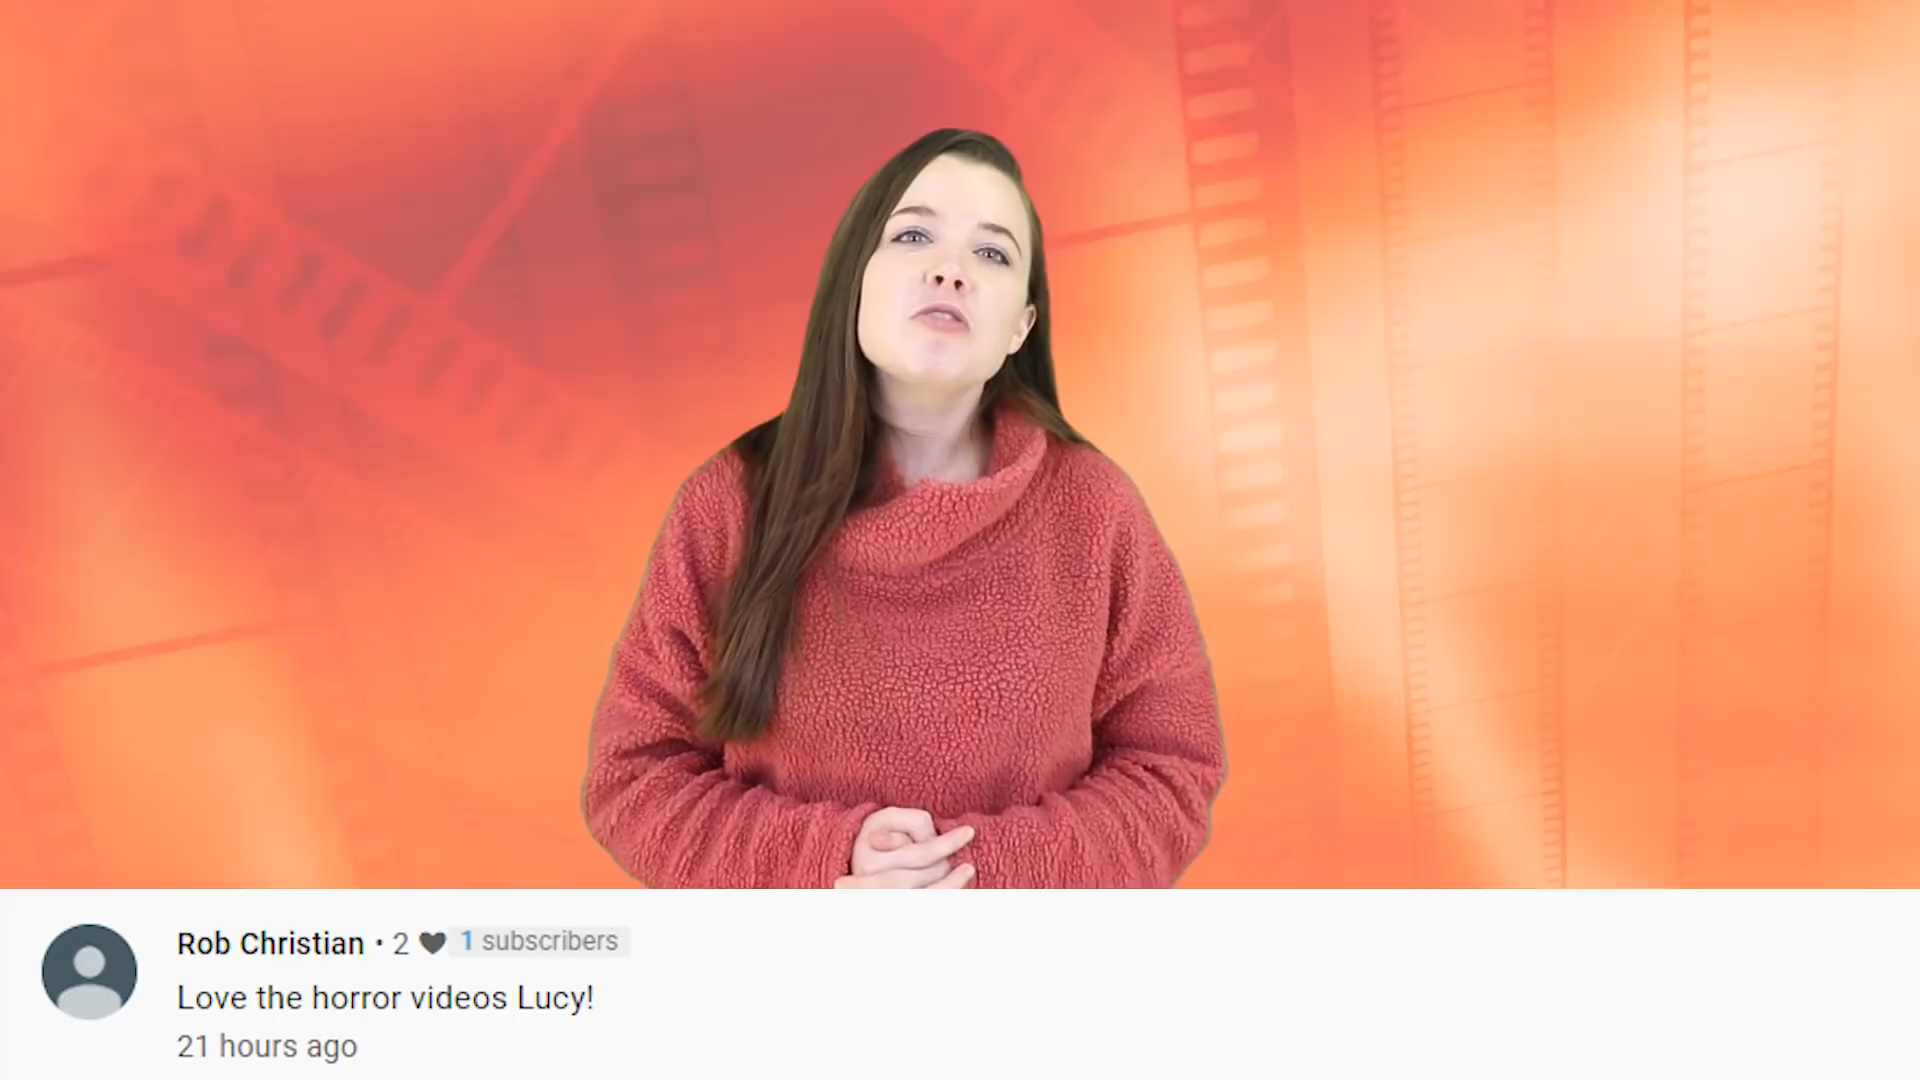 Rob Christian • 2 🖤 1 subscribers
Love the horror videos Lucy!
21 hours ago